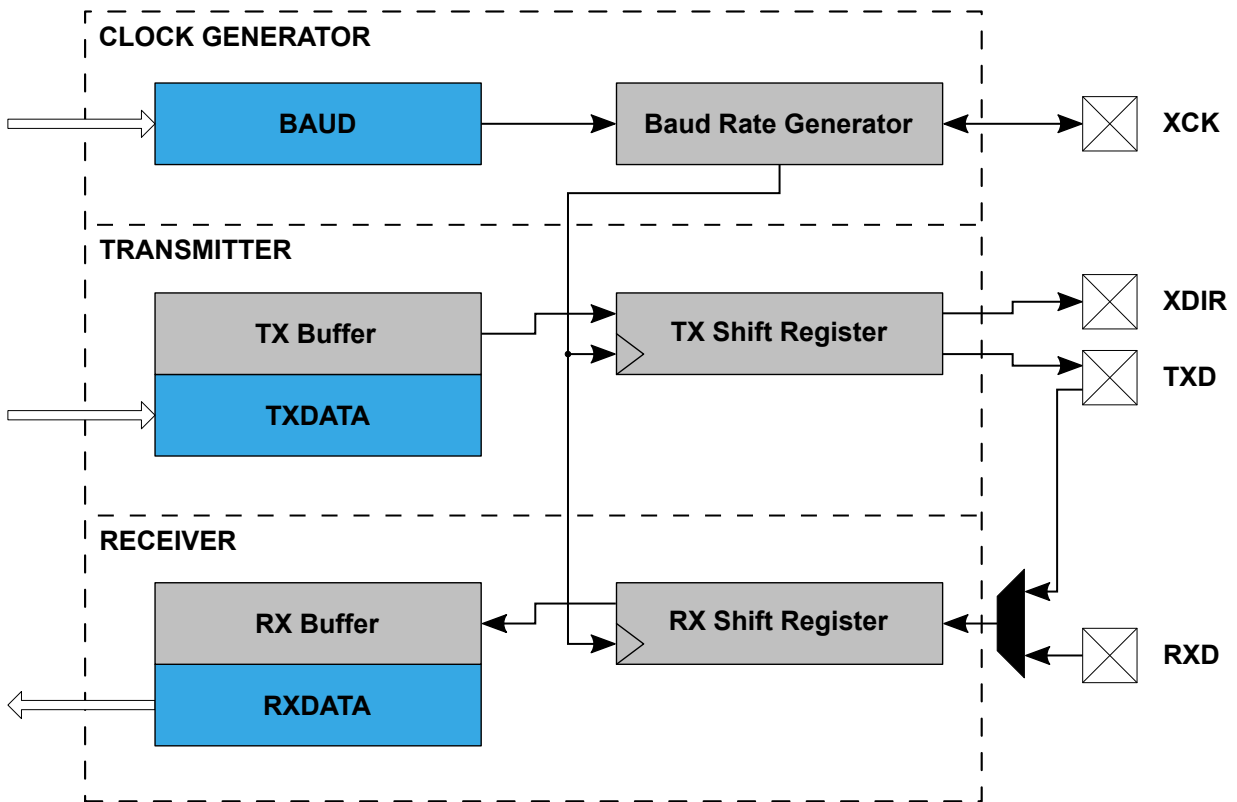 CLOCK GENERATOR
BAUD
Baud Rate Generator
XCK
TRANSMITTER
TX Buffer
TXDATA
TX Shift Register
XDIR
TXD
RECEIVER
RX Buffer
RXDATA
RX Shift Register
RXD